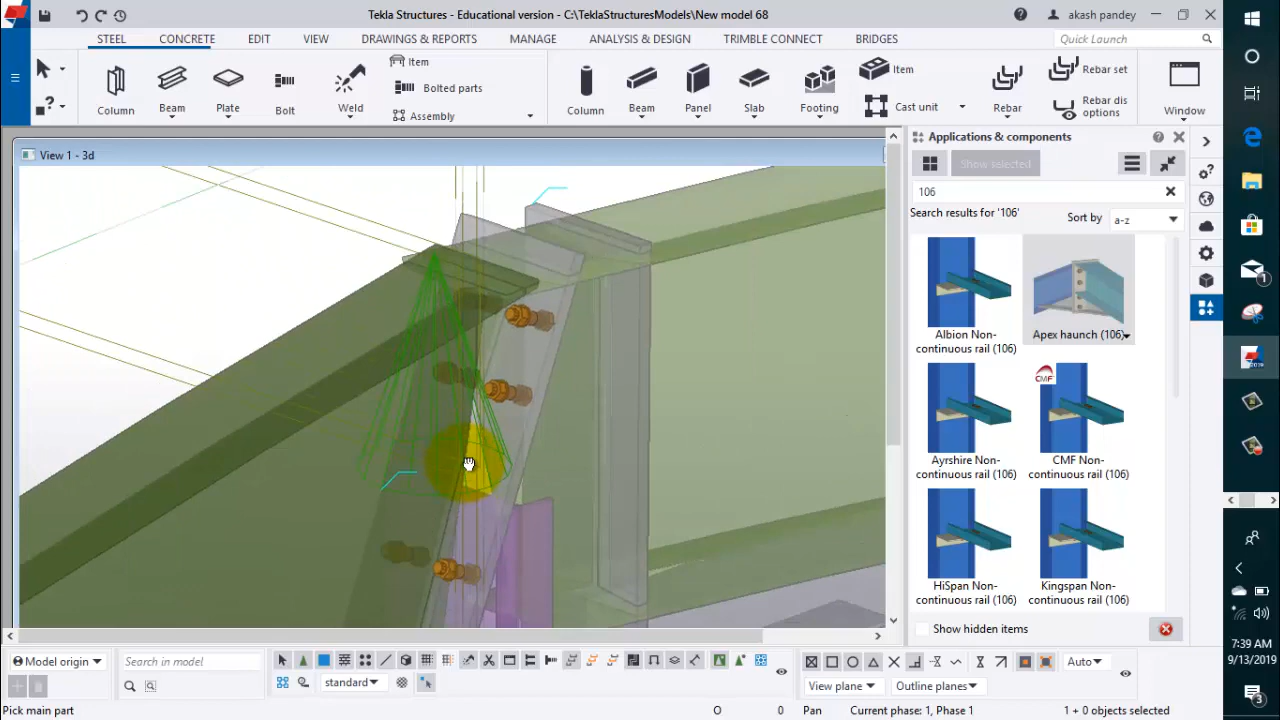 Tekla Structures - Educational version - C:\TeklaStructuresModels\New model 68
akash pandey
STEEL CONCRETE EDIT VIEW DRAWINGS & REPORTS MANAGE ANALYSIS & DESIGN TRIMBLE CONNECT BRIDGES
Quick Launch
Column Beam Plate Bolt Weld
Item
Bolted parts
Assembly
Column Beam Panel Slab Footing
Item
Cast unit
Rebar
Rebar set
Rebar dis
options
Window
View 1 - 3d
Applications & components
Show selected
106
Search results for '106'
Sort by
a-z
Albion Non-
continuous rail (106)
Apex haunch (106)
CMF
Ayrshire Non-
continuous rail (106)
CMF Non-
continuous rail (106)
HiSpan Non-
continuous rail (106)
Kingspan Non-
continuous rail (106)
Show hidden items
Model origin
Search in model
standard
Auto
View plane
Outline planes
Pick main part
O 0 Pan Current phase: 1, Phase 1 1 + 0 objects selected
1
2019
7:39 AM
9/13/2019
3